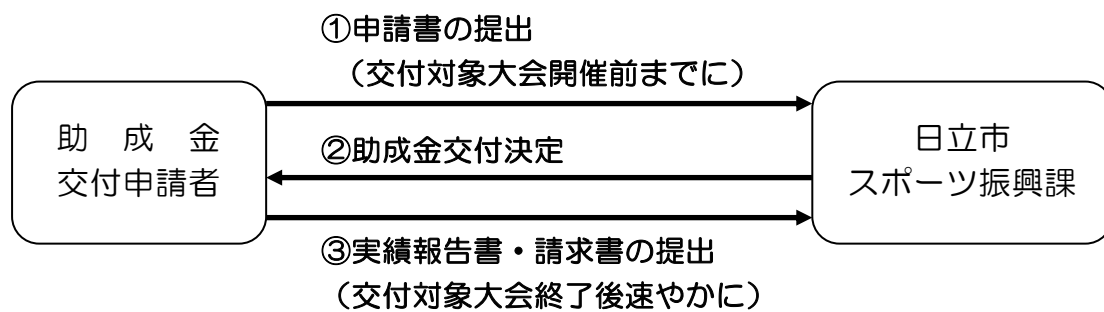 ①申請書の提出
（交付対象大会開催前までに）
助　成　金
交付申請者
②助成金交付決定
日立市
スポーツ振興課
③実績報告書・請求書の提出
（交付対象大会終了後速やかに）